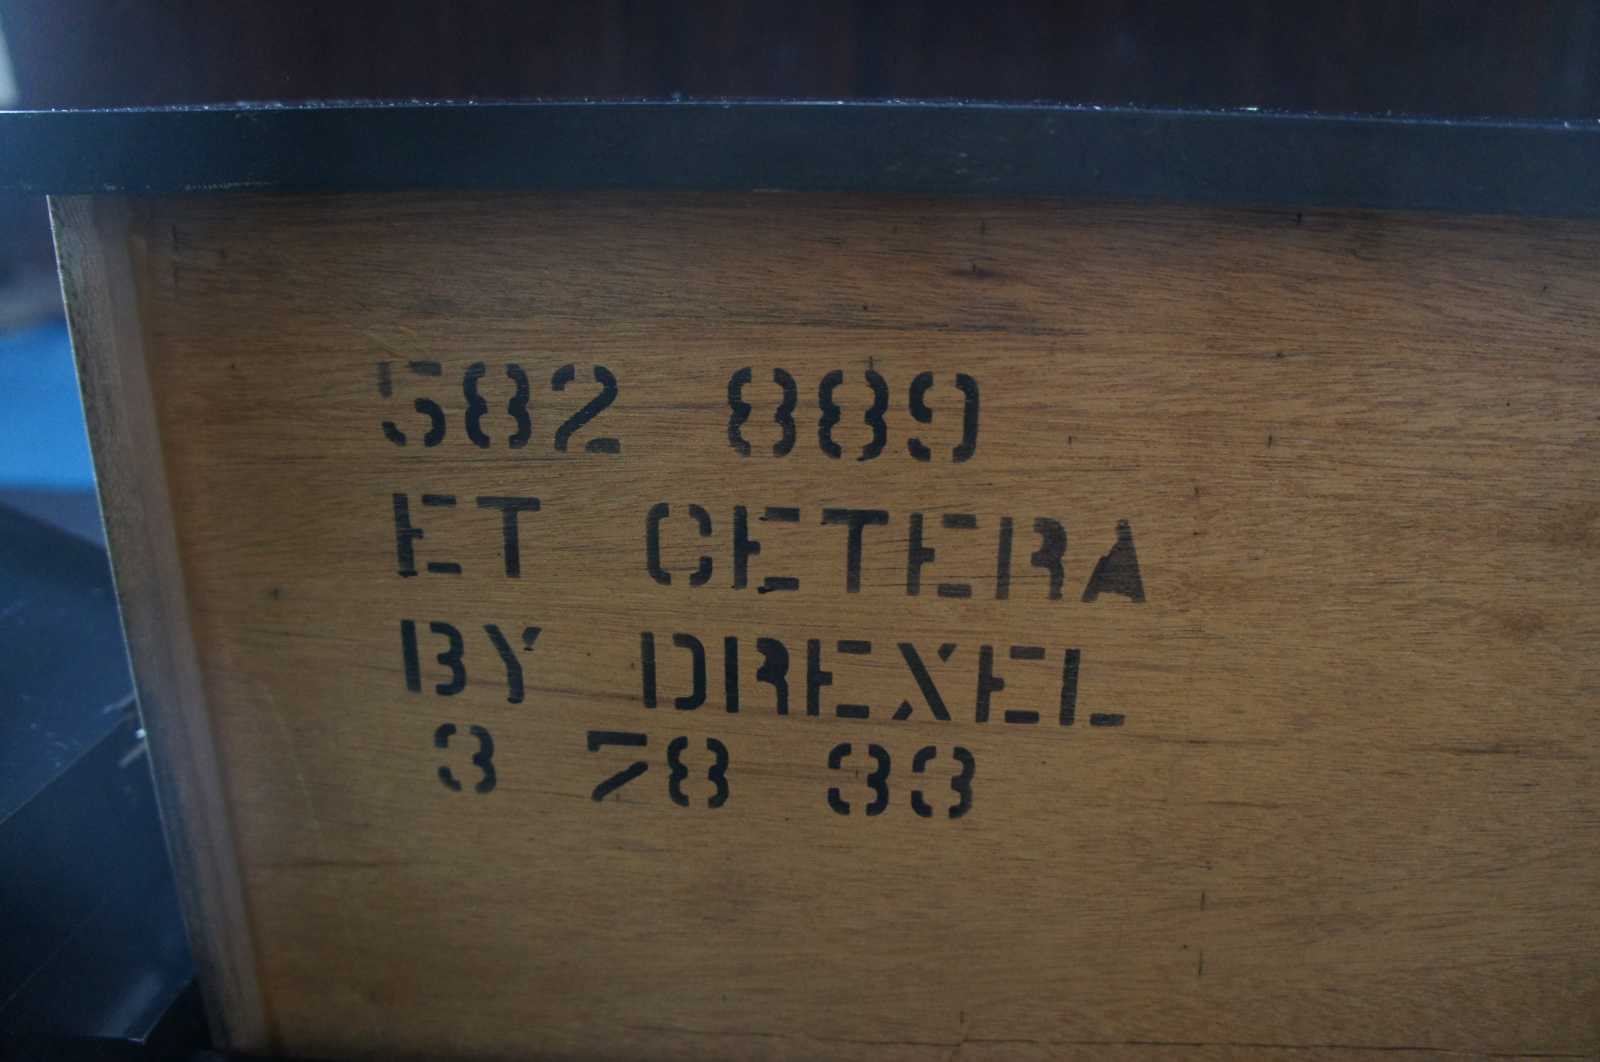 582 889
ET CETERA
BY DREXEL
3 78 33